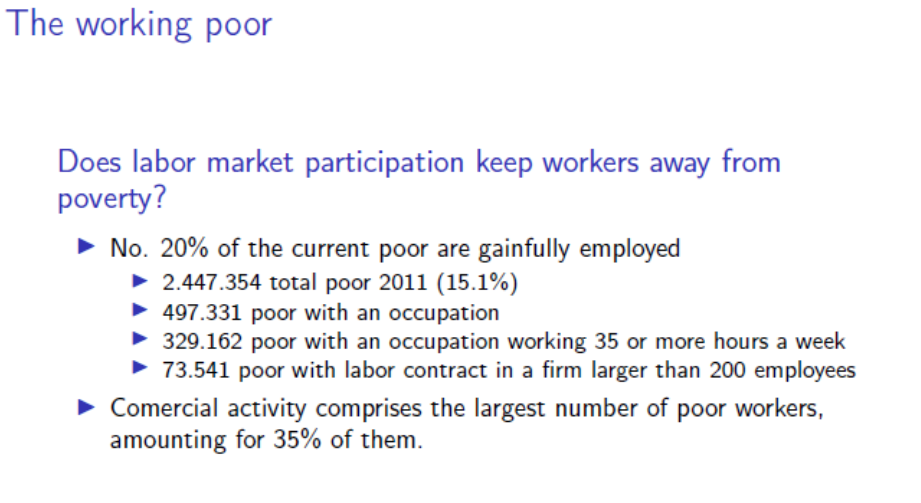 The working poor
Does labor market participation keep workers away from
poverty?
No. 20% of the current poor are gainfully employed
2.447.354 total poor 2011 (15.1%)
497.331 poor with an occupation
329.162 poor with an occupation working 35 or more hours a week
73.541 poor with labor contract in a firm larger than 200 employees
Comercial activity comprises the largest number of poor workers,
amounting for 35% of them.